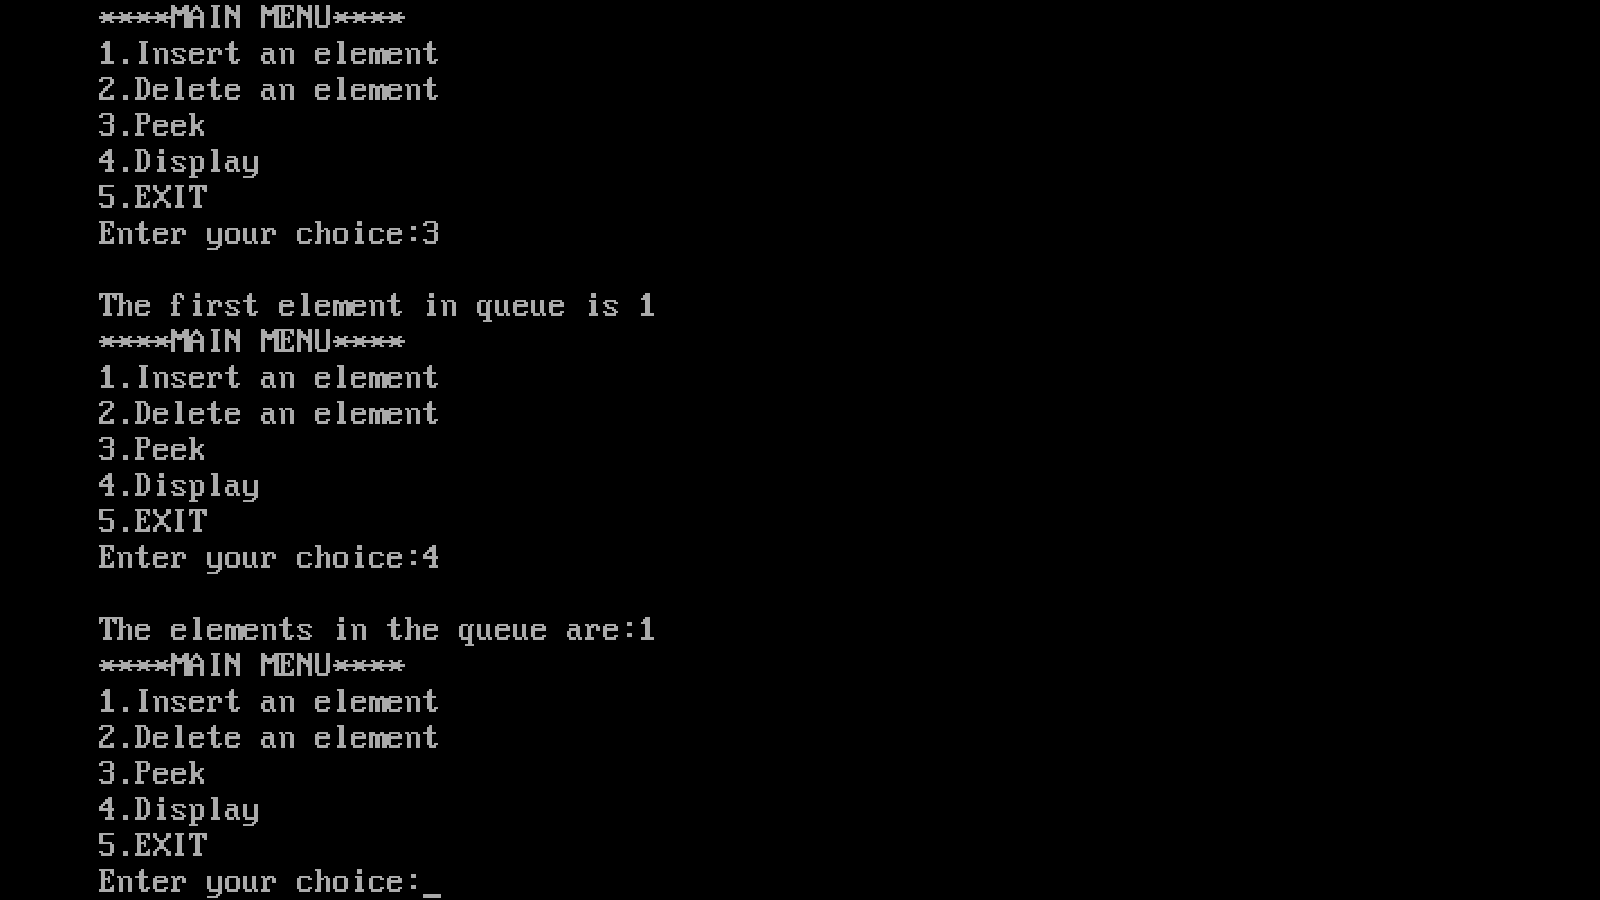 ****MAIN MENU****
1.Insert an element
2.Delete an element
3.Peek
4.Display
5.EXIT
Enter your choice:3
The first element in queue is 1
****MAIN MENU****
1.Insert an element
2.Delete an element
3.Peek
4.Display
5.EXIT
Enter your choice:4
The elements in the queue are:1
****MAIN MENU****
1.Insert an element
2.Delete an element
3.Peek
4.Display
5.EXIT
Enter your choice:_